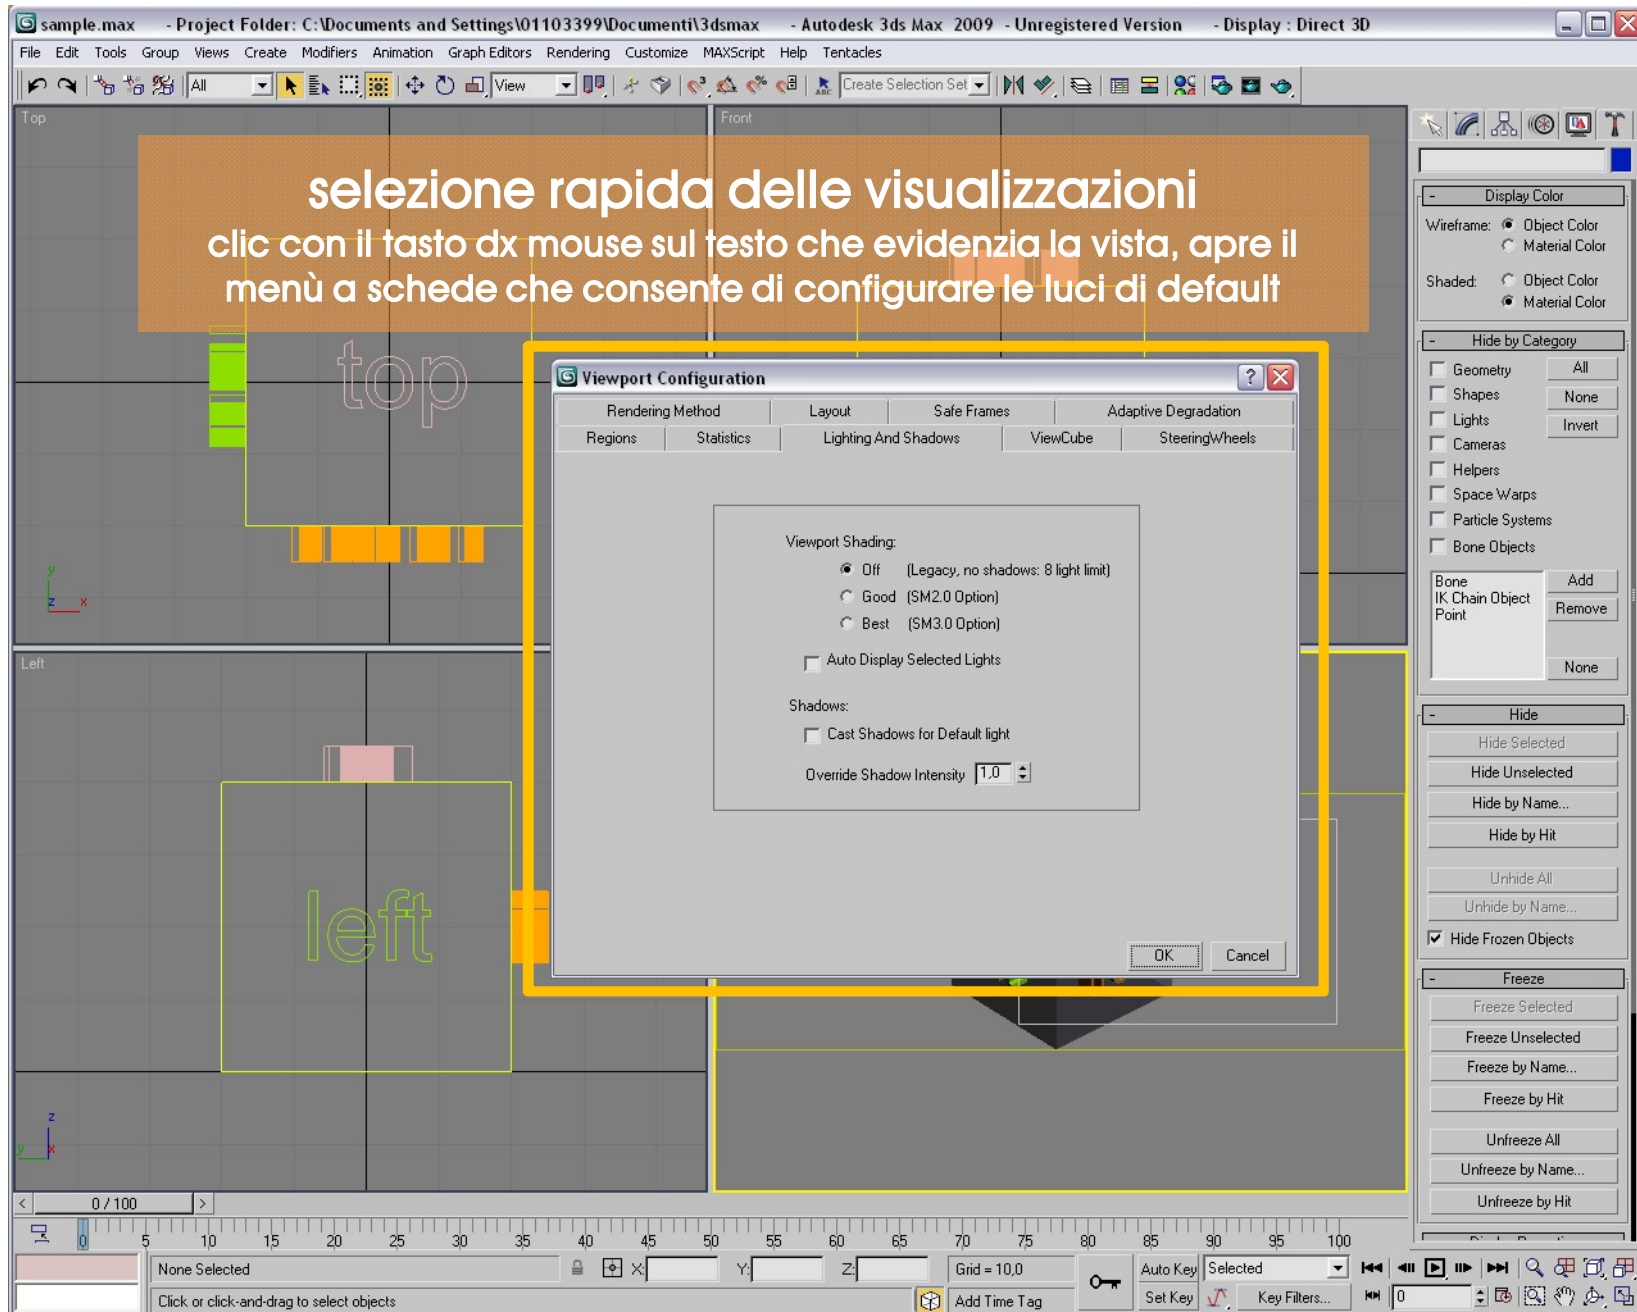 sample.max - Project Folder: C:\Documents and Settings\01103399\Documenti\3dsmax - Autodesk 3ds Max 2009 - Unregistered Version - Display : Direct 3D
File Edit Tools Group Views Create Modifiers Animation Graph Editors Rendering Customize MAXScript Help Tentacles
All View Create Selection Set
Top
Front
selezione rapida delle visualizzazioni
clic con il tasto dx mouse sul testo che evidenzia la vista, apre il
menù a schede che consente di configurare le luci di default
top
y
z x
Left
left
z
y x
Viewport Configuration
Rendering Method Layout Safe Frames Adaptive Degradation
Regions Statistics Lighting And Shadows ViewCube SteeringWheels
Viewport Shading:
Off (Legacy, no shadows: 8 light limit)
Good (SM2.0 Option)
Best (SM3.0 Option)
Auto Display Selected Lights
Shadows:
Cast Shadows for Default light
Override Shadow Intensity 1,0
OK Cancel
Display Color
Wireframe: Object Color
Material Color
Shaded: Object Color
Material Color
Hide by Category
Geometry All
Shapes None
Lights Invert
Cameras
Helpers
Space Warps
Particle Systems
Bone Objects
Bone Add
IK Chain Object Remove
Point
None
Hide
Hide Selected
Hide Unselected
Hide by Name...
Hide by Hit
Unhide All
Unhide by Name...
Hide Frozen Objects
Freeze
Freeze Selected
Freeze Unselected
Freeze by Name...
Freeze by Hit
Unfreeze All
Unfreeze by Name...
Unfreeze by Hit
< 0 / 100 >
0 5 10 15 20 25 30 35 40 45 50 55 60 65 70 75 80 85 90 95 100
None Selected X: Y: Z: Grid = 10,0 Auto Key Selected
Click or click-and-drag to select objects Add Time Tag Set Key Key Filters... 0